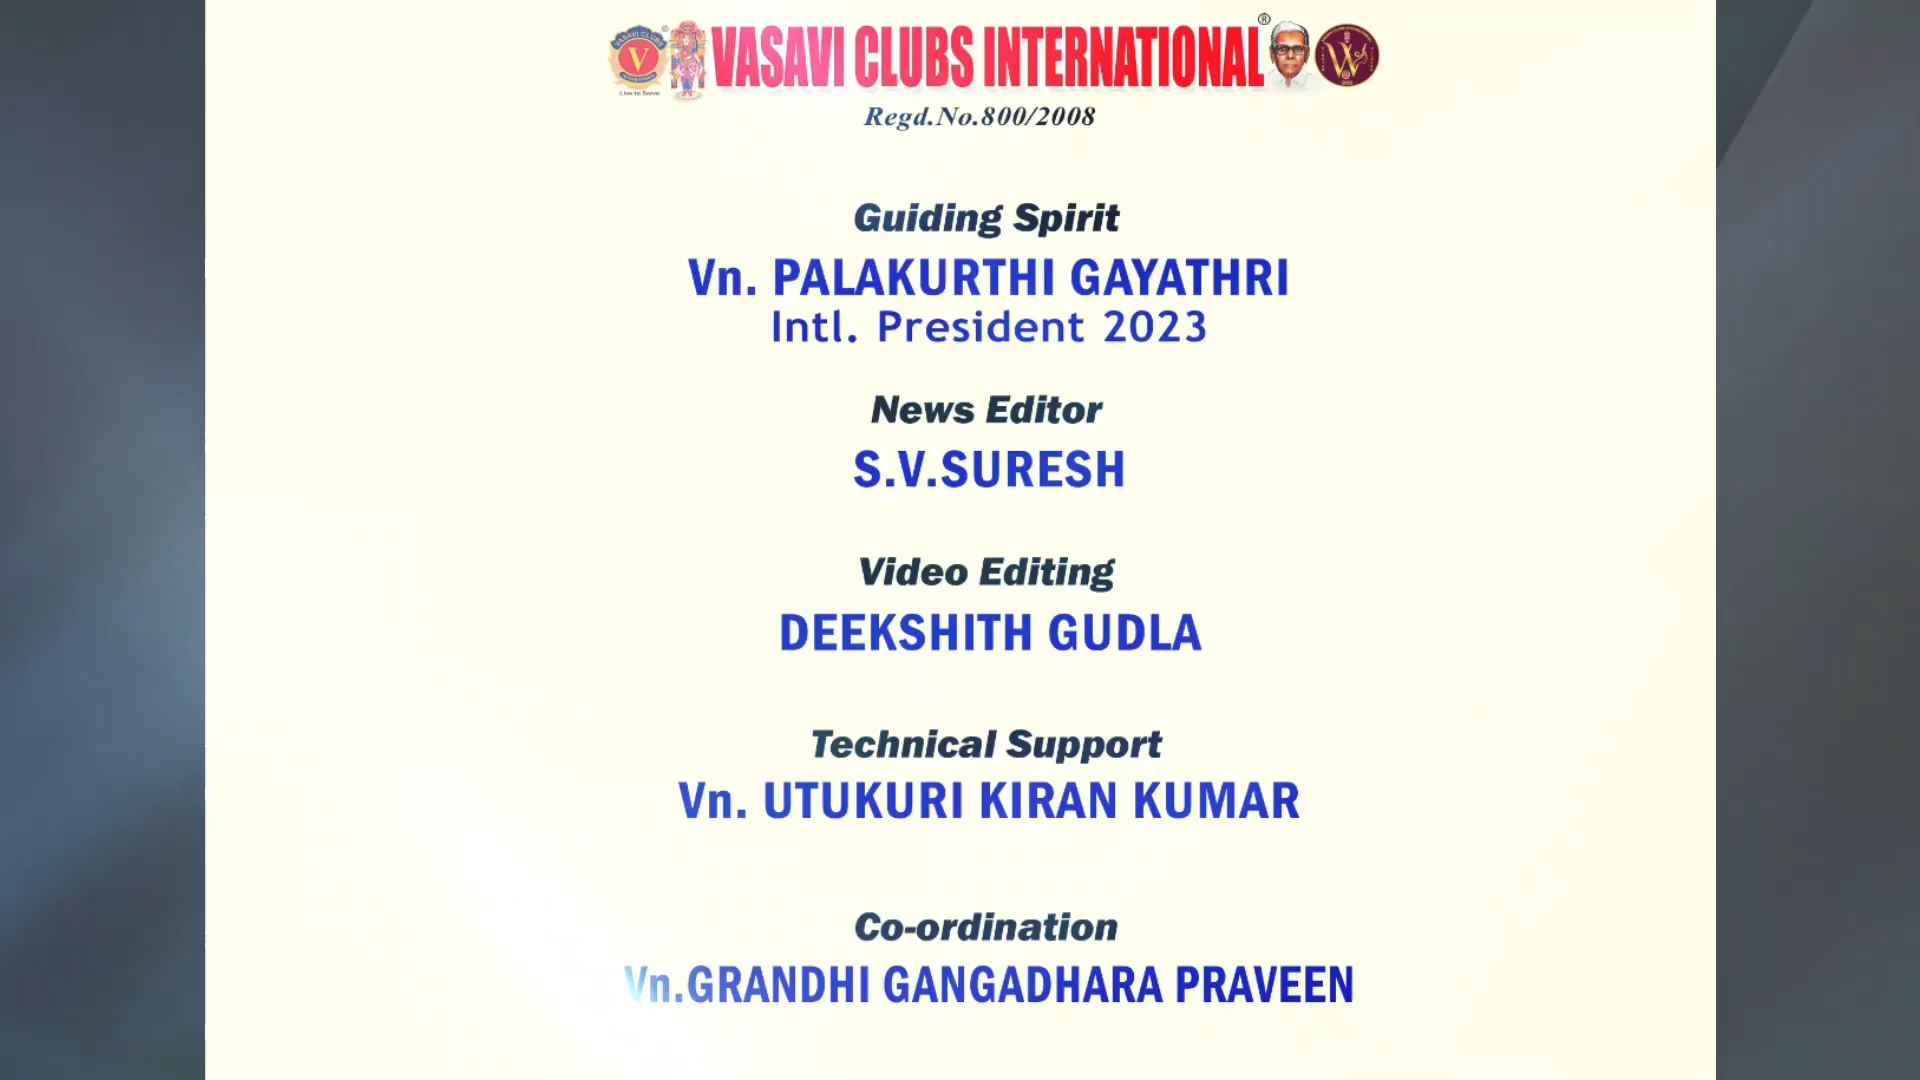 VASAVI CLUBS INTERNATIONAL®
Regd.No.800/2008
Guiding Spirit
Vn. PALAKURTHI GAYATHRI
Intl. President 2023
News Editor
S.V.SURESH
Video Editing
DEEKSHITH GUDLA
Technical Support
Vn. UTUKURI KIRAN KUMAR
Co-ordination
Vn.GRANDHI GANGADHARA PRAVEEN